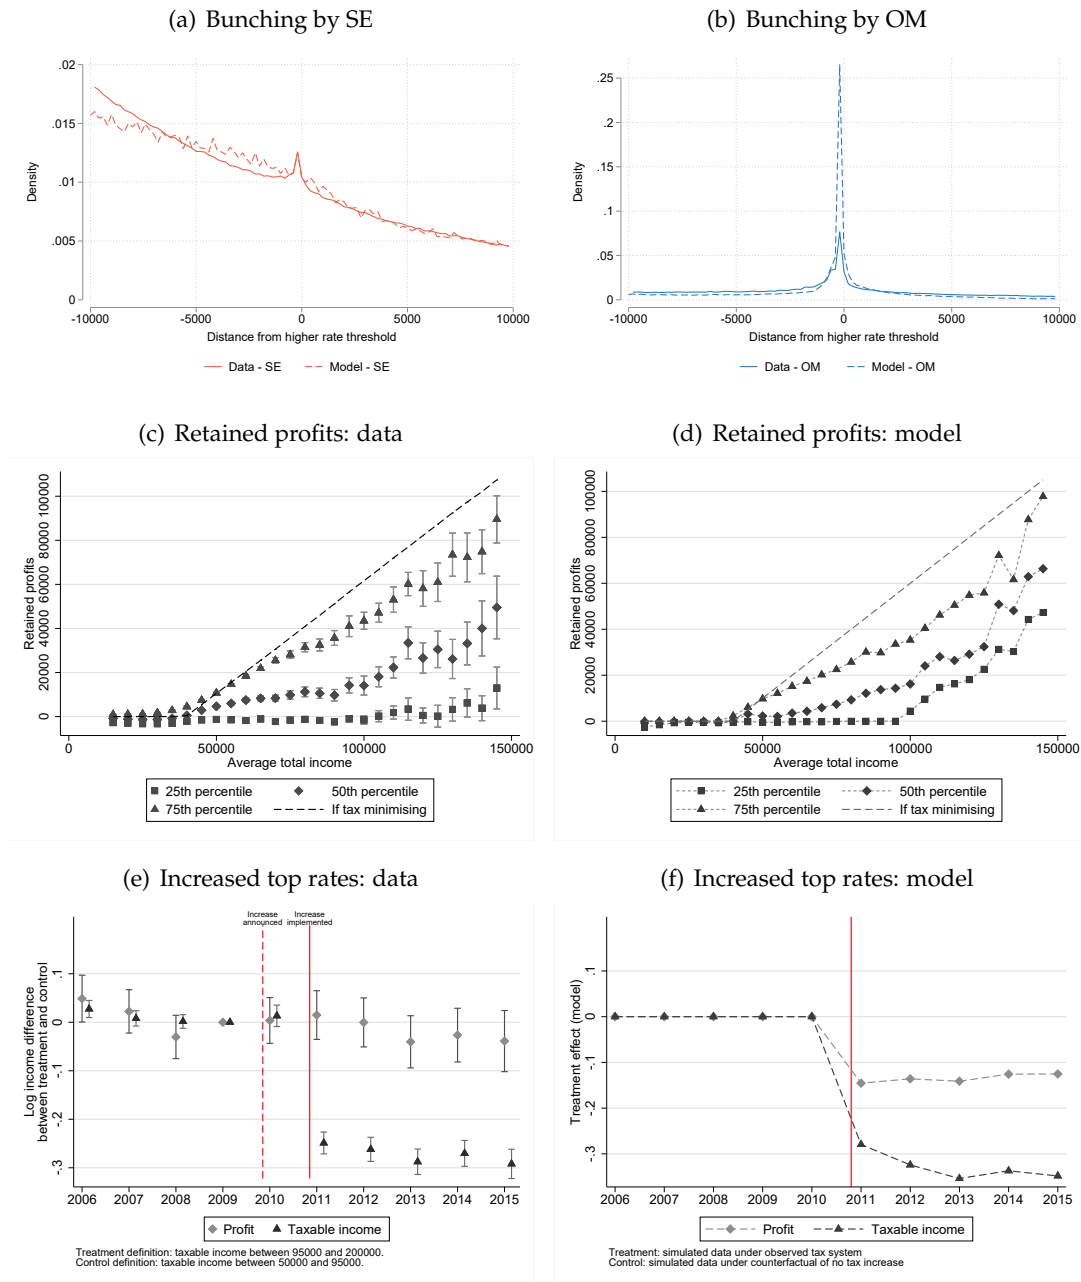 (a) Bunching by SE
(b) Bunching by OM
.02
.015
.01
.005
0
Density
-10000 -5000 0 5000 10000
Distance from higher rate threshold
Data - SE Model - SE
.25
.2
.15
.1
.05
0
Density
-10000 -5000 0 5000 10000
Distance from higher rate threshold
Data - OM Model - OM
(c) Retained profits: data
(d) Retained profits: model
Retained profits
0 20000 40000 60000 80000 100000
0 50000 100000 150000
Average total income
25th percentile 50th percentile
75th percentile If tax minimising
Retained profits
0 20000 40000 60000 80000 100000
0 50000 100000 150000
Average total income
25th percentile 50th percentile
75th percentile If tax minimising
(e) Increased top rates: data
(f) Increased top rates: model
Increase
announced
Increase
implemented
Log income difference
between treatment and control
-.3 -.2 -.1 0 .1
2006 2007 2008 2009 2010 2011 2012 2013 2014 2015
Profit Taxable income
Treatment definition: taxable income between 95000 and 200000.
Control definition: taxable income between 50000 and 95000.
Treatment effect (model)
-.3 -.2 -.1 0 .1
2006 2007 2008 2009 2010 2011 2012 2013 2014 2015
Profit Taxable income
Treatment: simulated data under observed tax system
Control: simulated data under counterfactual of no tax increase